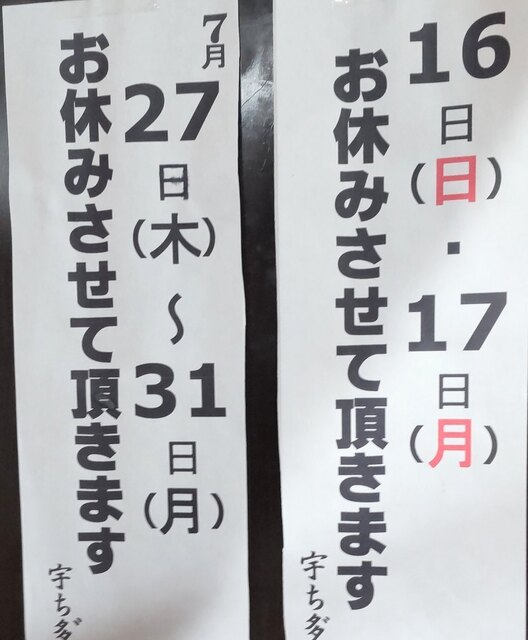 16日(日)・17日(月)
お休みさせて頂きます
宇ち多
7月
27日(木)〜31日(月)
お休みさせて頂きます
宇ち多